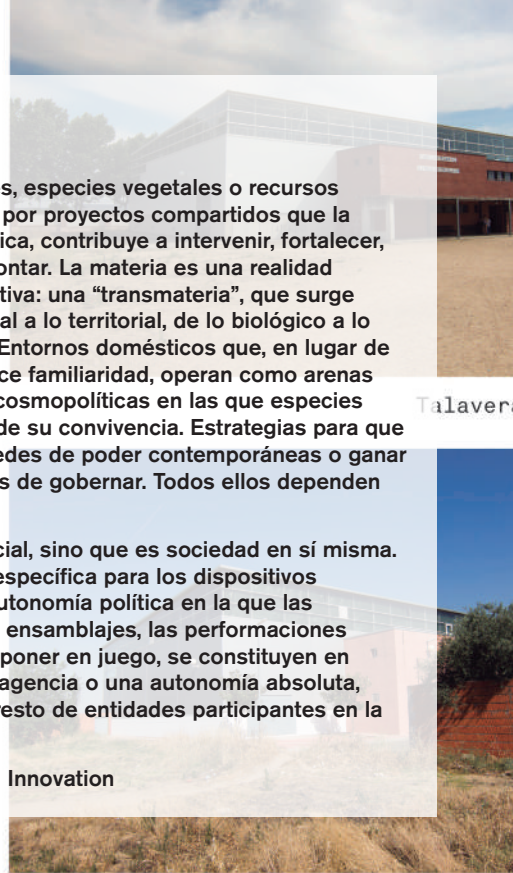 s, especies vegetales o recursos
por proyectos compartidos que la
ica, contribuye a intervenir, fortalecer,
ontar. La materia es una realidad
tiva: una “transmateria”, que surge
al a lo territorial, de lo biológico a lo
Entornos domésticos que, en lugar de
ce familiaridad, operan como arenas
cosmopolíticas en las que especies
de su convivencia. Estrategias para que
edes de poder contemporáneas o ganar
s de gobernar. Todos ellos dependen
cial, sino que es sociedad en sí misma.
específica para los dispositivos
utonomía política en la que las
ensamblajes, las performaciones
poner en juego, se constituyen en
agencia o una autonomía absoluta,
resto de entidades participantes en la
Innovation
Talavera